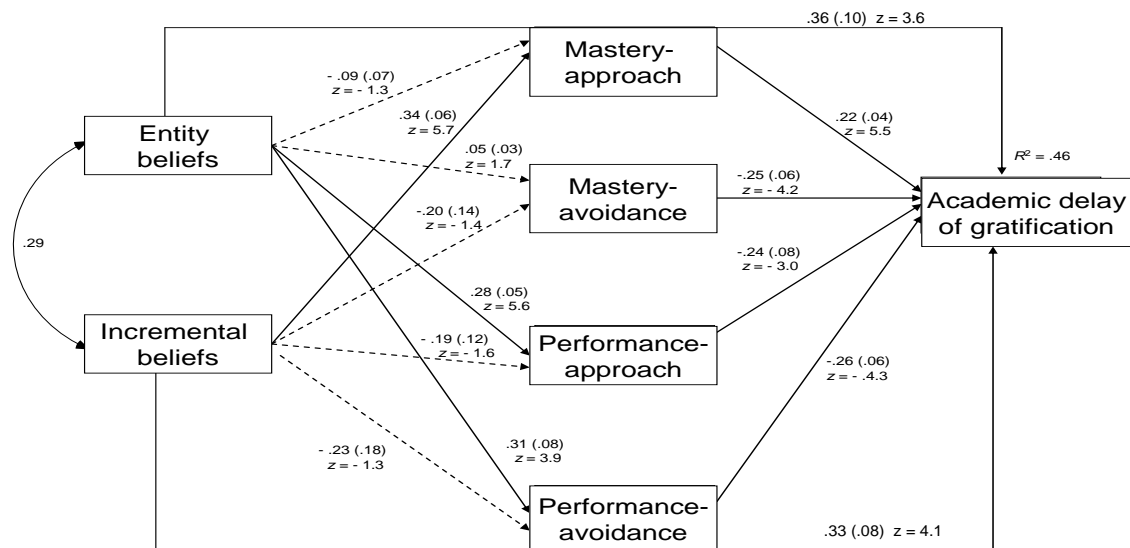 .36 (.10)  z = 3.6
Mastery-
approach
- .09 (.07)
z = - 1.3
.34 (.06)
z = 5.7
.22 (.04)
z = 5.5
Entity
beliefs
.05 (.03)
z = 1.7
R² = .46
Mastery-
avoidance
-.25 (.06)
z = - 4.2
Academic delay
of gratification
-.20 (.14)
z = - 1.4
.29
-.24 (.08)
z = - 3.0
.28 (.05)
z = 5.6
Incremental
beliefs
- .19 (.12)
z = - 1.6
Performance-
approach
-.26 (.06)
z = - .4.3
- .23 (.18)
z = - 1.3
.31 (.08)
z = 3.9
Performance-
avoidance
.33 (.08)  z = 4.1